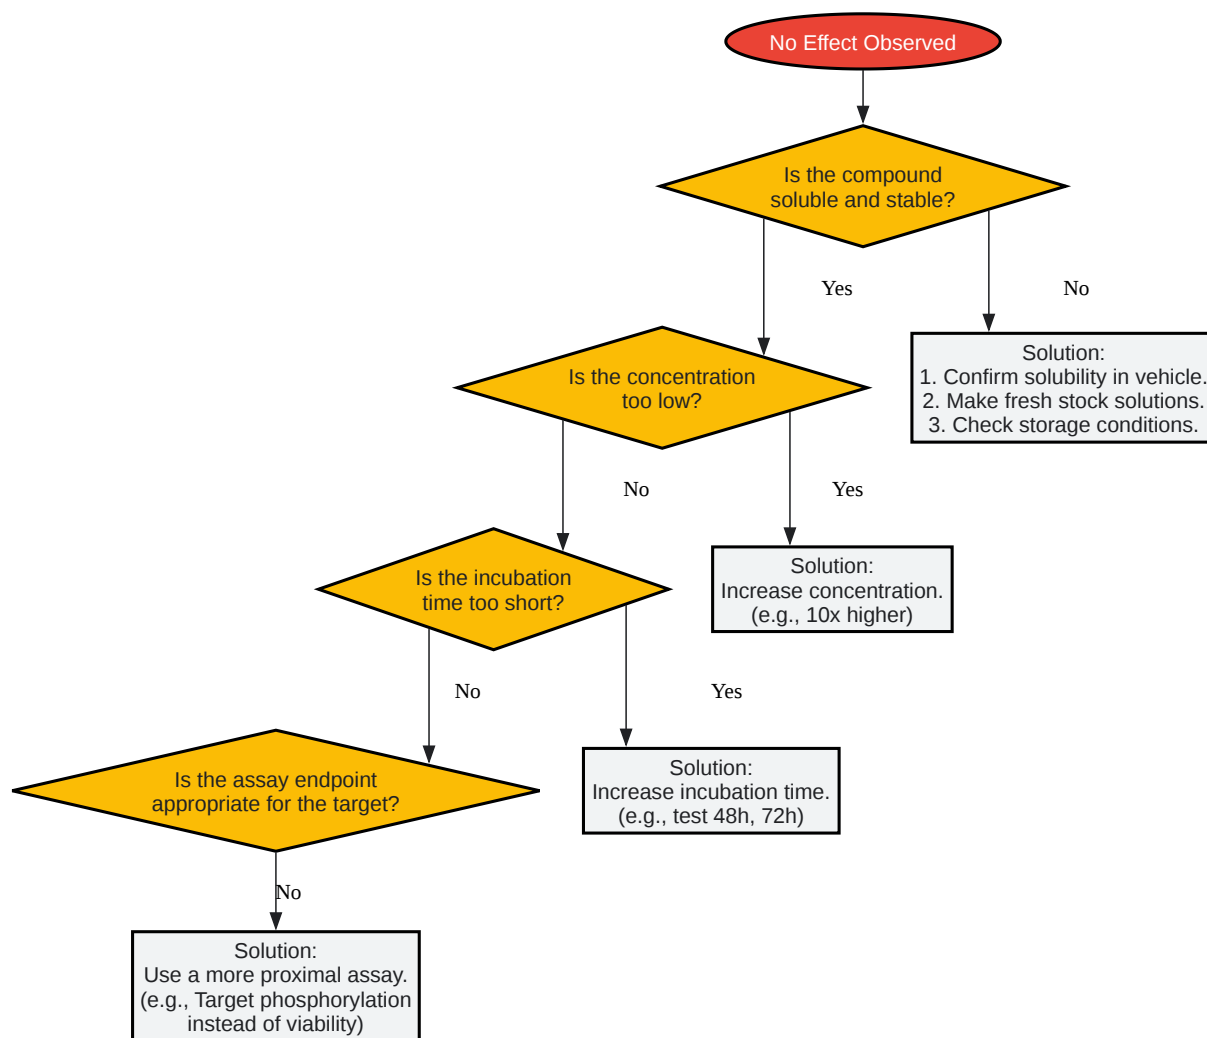 No Effect Observed
Is the compound
soluble and stable?
Yes
No
Is the concentration
too low?
Solution:
1. Confirm solubility in vehicle.
2. Make fresh stock solutions.
3. Check storage conditions.
No
Yes
Is the incubation
time too short?
Solution:
Increase concentration.
(e.g., 10x higher)
No
Yes
Is the assay endpoint
appropriate for the target?
Solution:
Increase incubation time.
(e.g., test 48h, 72h)
No
Solution:
Use a more proximal assay.
(e.g., Target phosphorylation
instead of viability)